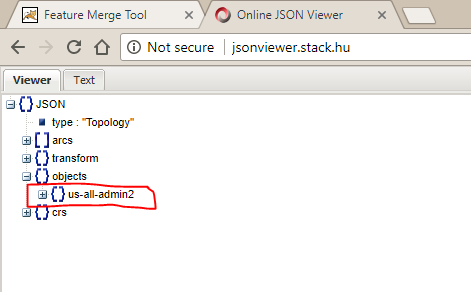 Feature Merge Tool
Online JSON Viewer
Not secure | jsonviewer.stack.hu
Viewer
Text
JSON
type : "Topology"
arcs
transform
objects
us-all-admin2
crs